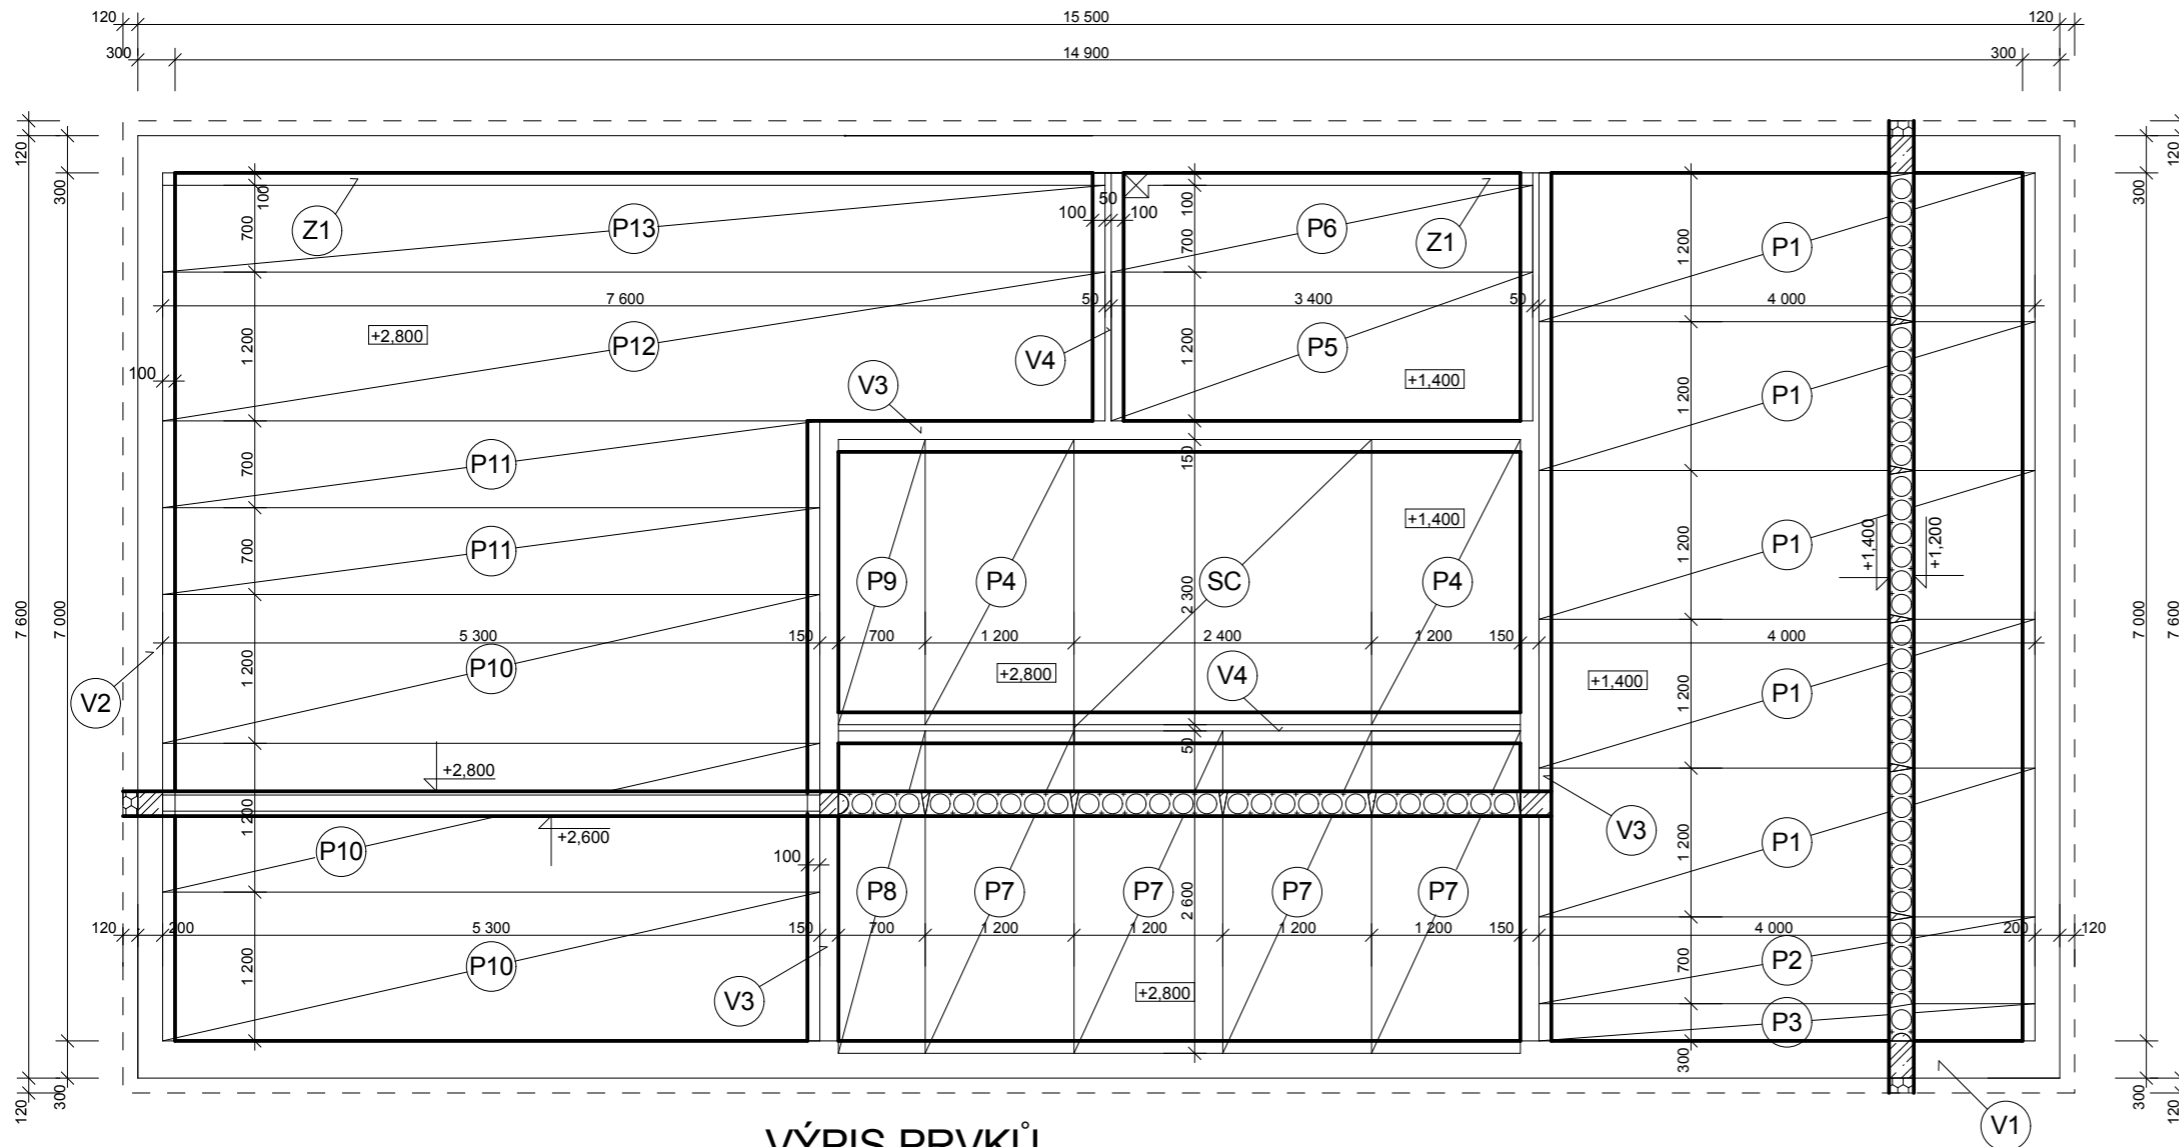 120 15 500 120
300 14 900 300
120
300
100
700
Z1
P13
50
100 100
100
700
P6
Z1
1 200
P1
120
300
7 600 50 3 400 50 4 000
+2,800
1 200
P12
V4
1 200
P5
100
V3
+1,400
1 200
P1
700
P11
150
+1,400
700
P11
1 200
P1
+1,400
+1,200
P9
P4
SC
P4
2 300
7 600
7 000
5 300 150 700 1 200 2 400 1 200 150 4 000
7 000
7 600
1 200
P10
+2,800
V4
+1,400
1 200
P1
V2
50
+2,800
1 200
+2,600
P10
100
V3
1 200
P1
P8
P7
P7
P7
P7
2 600
120 200 5 300 150 700 1 200 1 200 1 200 1 200 150 4 000 200 120
1 200
P10
700
P2
V3
+2,800
P3
300
120
300
V1
300
120
VÝPIS PRVKŮ